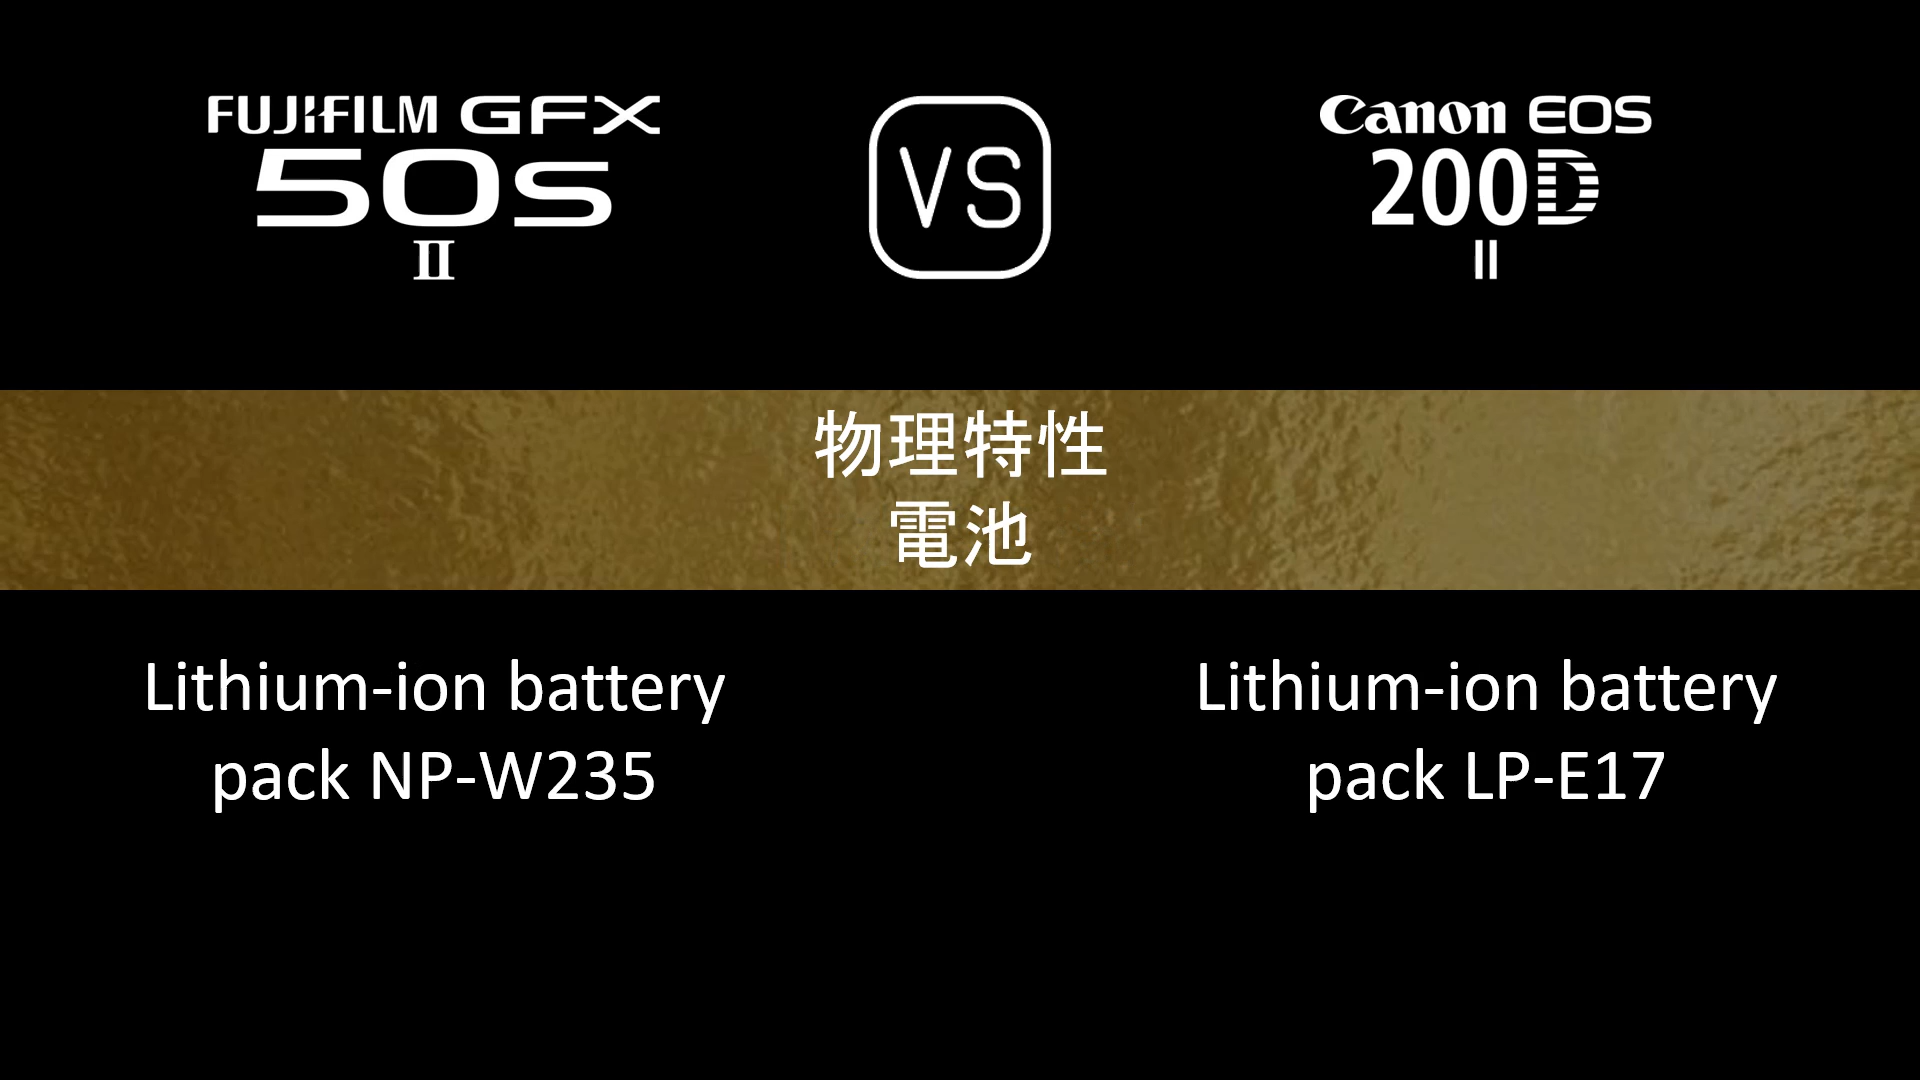 FUJIFILM GFX
50S
II
VS
Canon EOS
200D
II
物理特性
電池
Lithium-ion battery
pack NP-W235
Lithium-ion battery
pack LP-E17